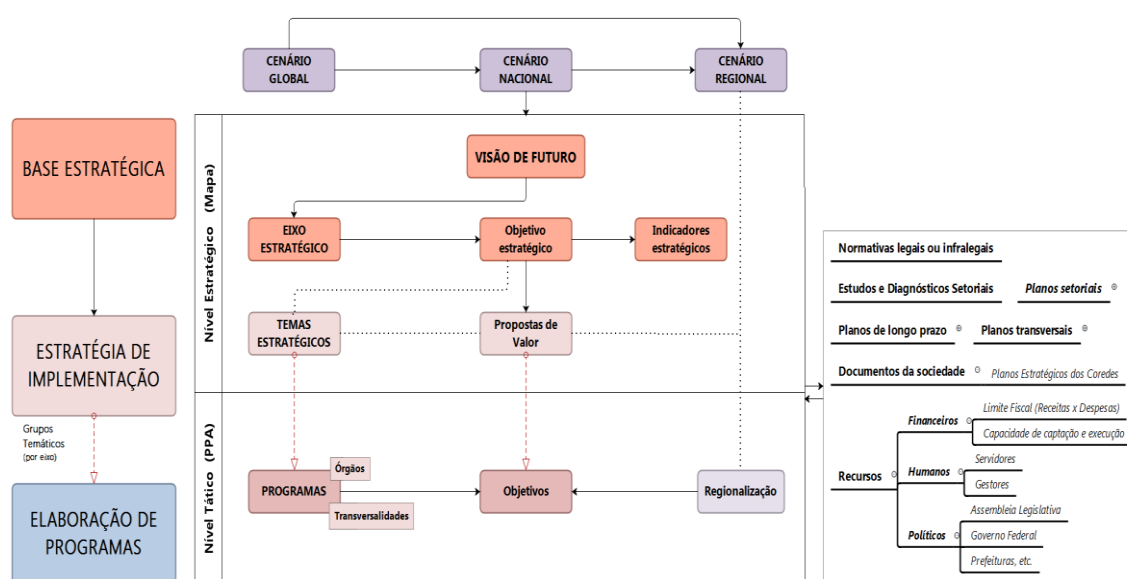 CENÁRIO
GLOBAL
CENÁRIO
NACIONAL
CENÁRIO
REGIONAL
BASE ESTRATÉGICA
ESTRATÉGIA DE
IMPLEMENTAÇÃO
Grupos
Temáticos
(por eixo)
ELABORAÇÃO DE
PROGRAMAS
Nível Estratégico (Mapa)
VISÃO DE FUTURO
EIXO
ESTRATÉGICO
Objetivo
estratégico
Indicadores
estratégicos
TEMAS
ESTRATÉGICOS
Propostas de
Valor
Nível Tático (PPA)
PROGRAMAS
Órgãos
Transversalidades
Objetivos
Regionalização
Normativas legais ou infralegais
Estudos e Diagnósticos Setoriais
Planos setoriais
Planos de longo prazo
Planos transversais
Documentos da sociedade
Planos Estratégicos dos Coredes
Recursos
Financeiros
Limite Fiscal (Receitas x Despesas)
Capacidade de captação e execução
Humanos
Servidores
Gestores
Políticos
Assembleia Legislativa
Governo Federal
Prefeituras, etc.